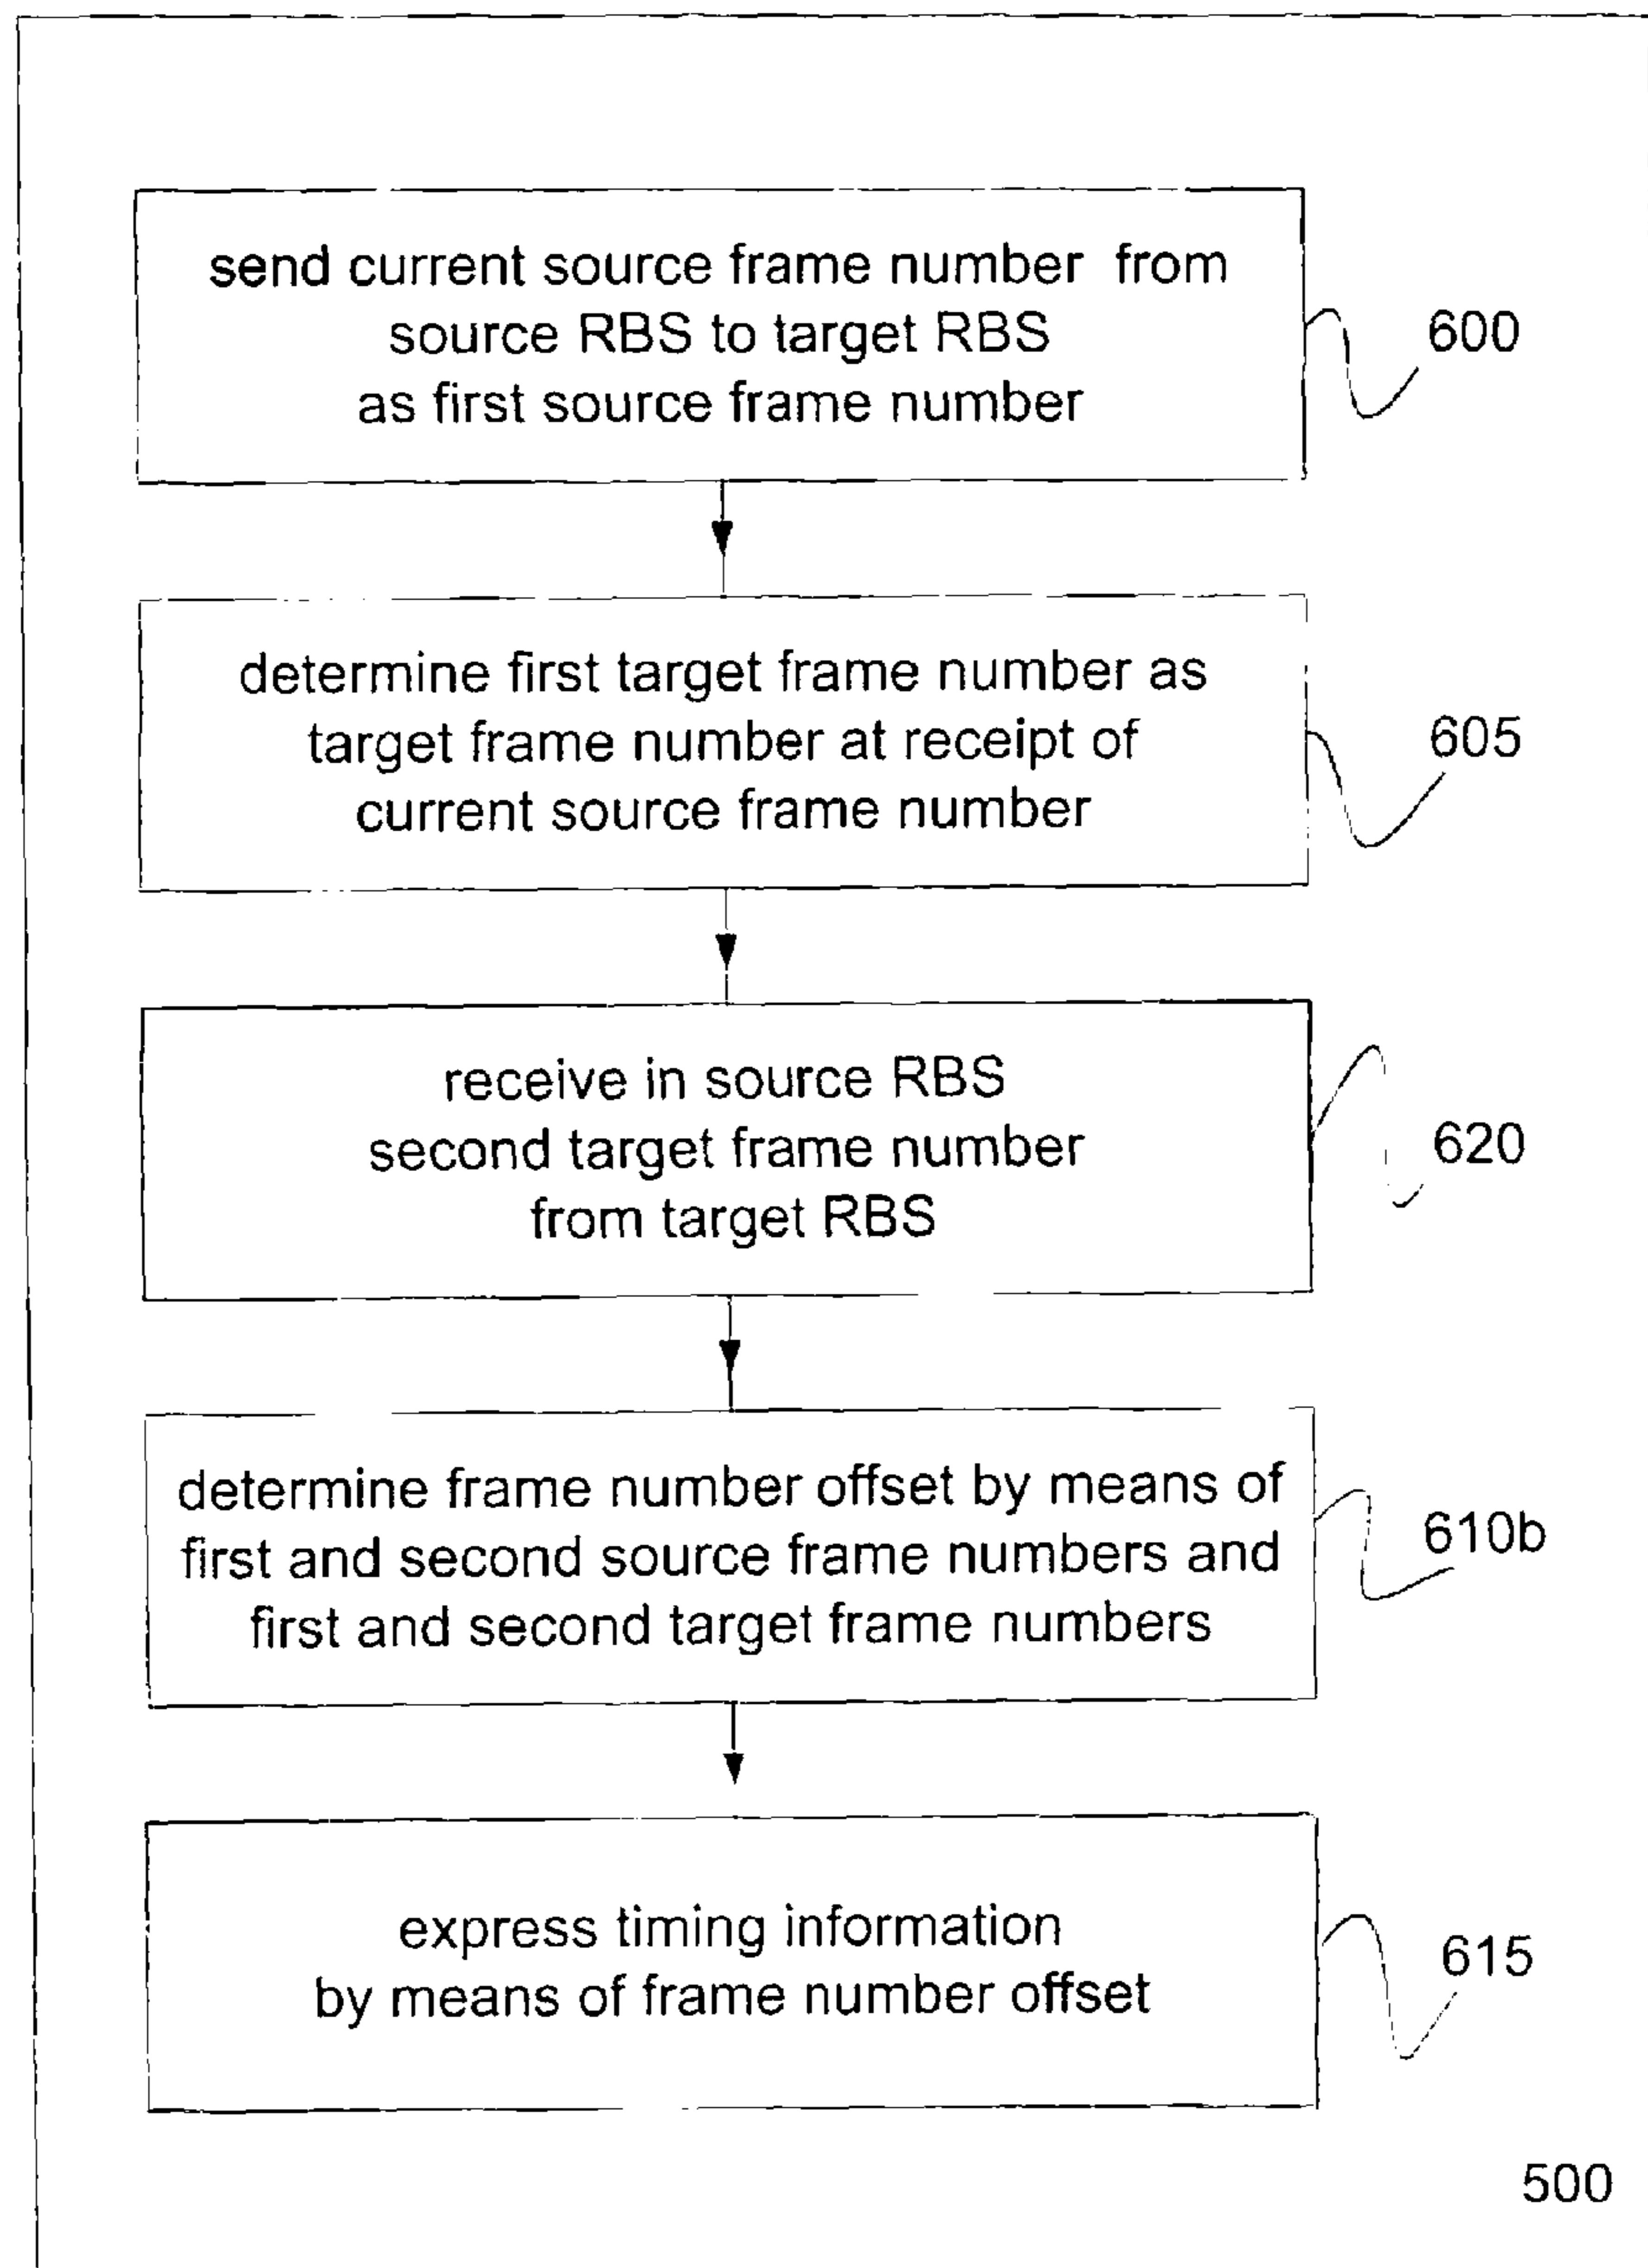 send current source frame number from
source RBS to target RBS
as first source frame number
600
determine first target frame number as
target frame number at receipt of
current source frame number
605
receive in source RBS
second target frame number
from target RBS
620
determine frame number offset by means of
first and second source frame numbers and
first and second target frame numbers
610b
express timing information
by means of frame number offset
615
500